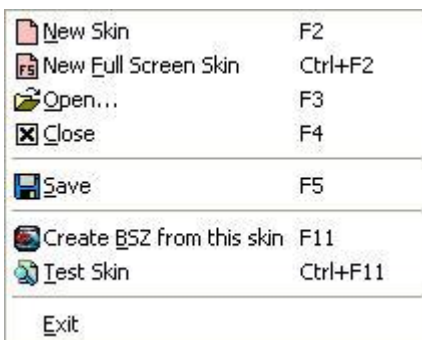 New Skin F2
FS New Full Screen Skin Ctrl+F2
Open... F3
Close F4
Save F5
Create BSZ from this skin F11
Test Skin Ctrl+F11
Exit